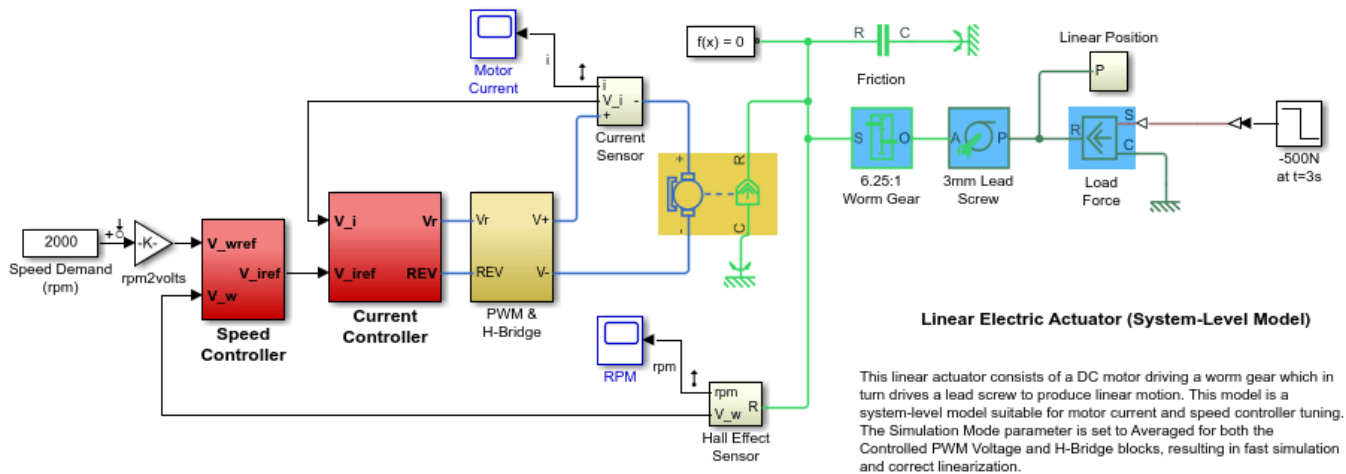 Motor
Current
i
i
V_i
-
+
Current
Sensor
f(x) = 0
R
C
Friction
Linear Position
P
S
O
6.25:1
Worm Gear
A
P
3mm Lead
Screw
R
S
C
Load
Force
-500N
at t=3s
+
-
R
C
2000
Speed Demand
(rpm)
+
-K-
rpm2volts
V_wref
V_iref
V_w
Speed
Controller
V_i
Vr
V_iref
REV
Current
Controller
Vr
V+
REV
V-
PWM &
H-Bridge
RPM
rpm
rpm
R
V_w
Hall Effect
Sensor
Linear Electric Actuator (System-Level Model)
This linear actuator consists of a DC motor driving a worm gear which in
turn drives a lead screw to produce linear motion. This model is a
system-level model suitable for motor current and speed controller tuning.
The Simulation Mode parameter is set to Averaged for both the
Controlled PWM Voltage and H-Bridge blocks, resulting in fast simulation
and correct linearization.